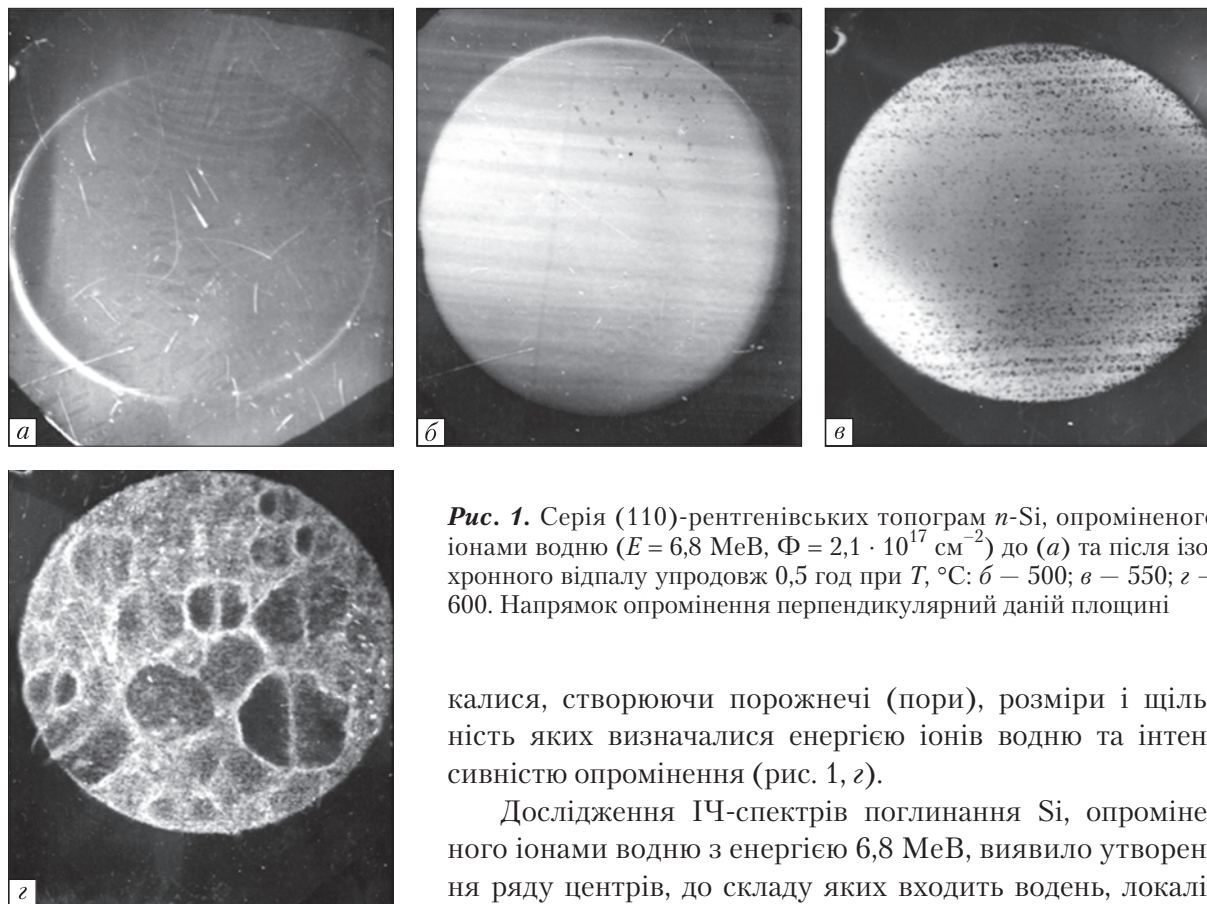 а
б
в
г
Рис. 1. Серія (110)-рентгенівських топограм n-Si, опроміненого
іонами водню (E = 6,8 МеВ, Φ = 2,1 · 10¹⁷ см⁻²) до (а) та після ізо
хронного відпалу упродовж 0,5 год при T, °C: б — 500; в — 550; г –
600. Напрямок опромінення перпендикулярний даній площині
калися, створюючи порожнечі (пори), розміри і щіль
ність яких визначалися енергією іонів водню та інтен
сивністю опромінення (рис. 1, г).
Дослідження ІЧ-спектрів поглинання Si, опроміне
ного іонами водню з енергією 6,8 МеВ, виявило утворен
ня ряду центрів, до складу яких входить водень, локалі